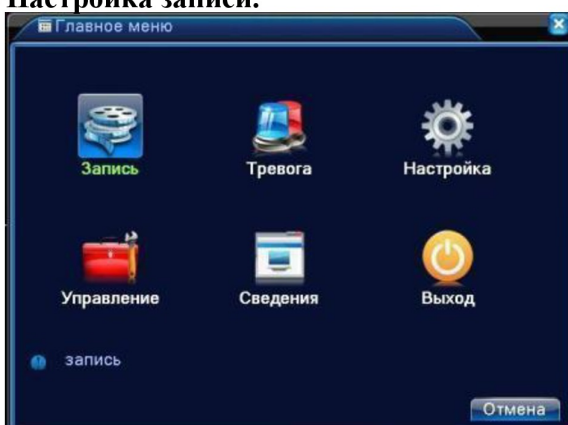 Настройка записи.
Главное меню
Запись Тревога Настройка
Управление Сведения Выход
запись
Отмена